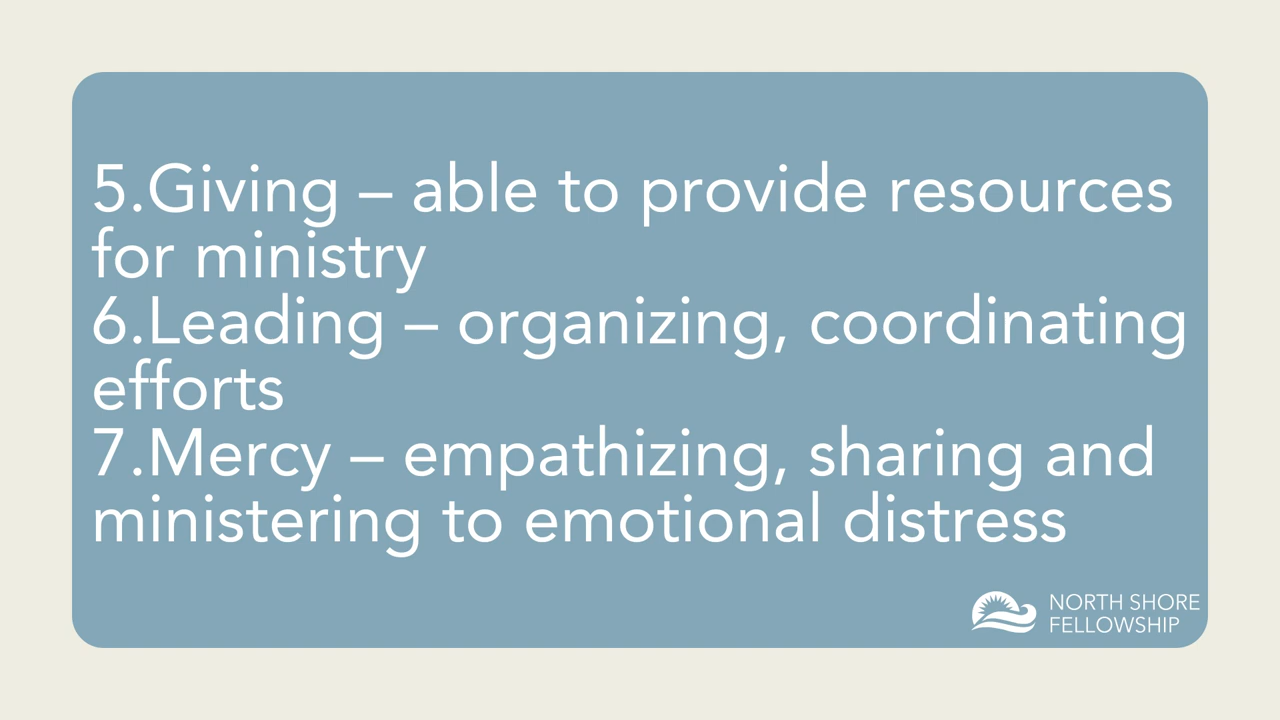 5.Giving – able to provide resources
for ministry
6.Leading – organizing, coordinating
efforts
7.Mercy – empathizing, sharing and
ministering to emotional distress
NORTH SHORE
FELLOWSHIP